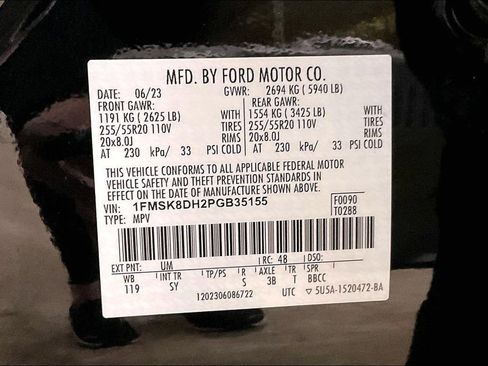 MFD. BY FORD MOTOR CO.
DATE: 06/23 GVWR: 2694 KG ( 5940 LB)
FRONT GAWR: REAR GAWR:
1191 KG ( 2625 LB) WITH 1554 KG ( 3425 LB) WITH
255/55R20 110V TIRES 255/55R20 110V TIRES
20x8.0J RIMS 20x8.0J RIMS
AT 230 kPa/ 33 PSI COLD AT 230 kPa/ 33 PSI COLD
THIS VEHICLE CONFORMS TO ALL APPLICABLE FEDERAL MOTOR
VEHICLE SAFETY AND THEFT PREVENTION STANDARDS IN
EFFECT ON THE DATE OF MANUFACTURE SHOWN ABOVE.
VIN: 1FMSK8DH2PGB35155 F0090
TYPE: MPV T02B8
EXT PNT: UM RC: 48 DSO:
WB INT TR TP/PS R AXLE TR SPR
119 SY S 3B T BBCC
1202306086722 UTC ▽ 5U5A-1520472-BA